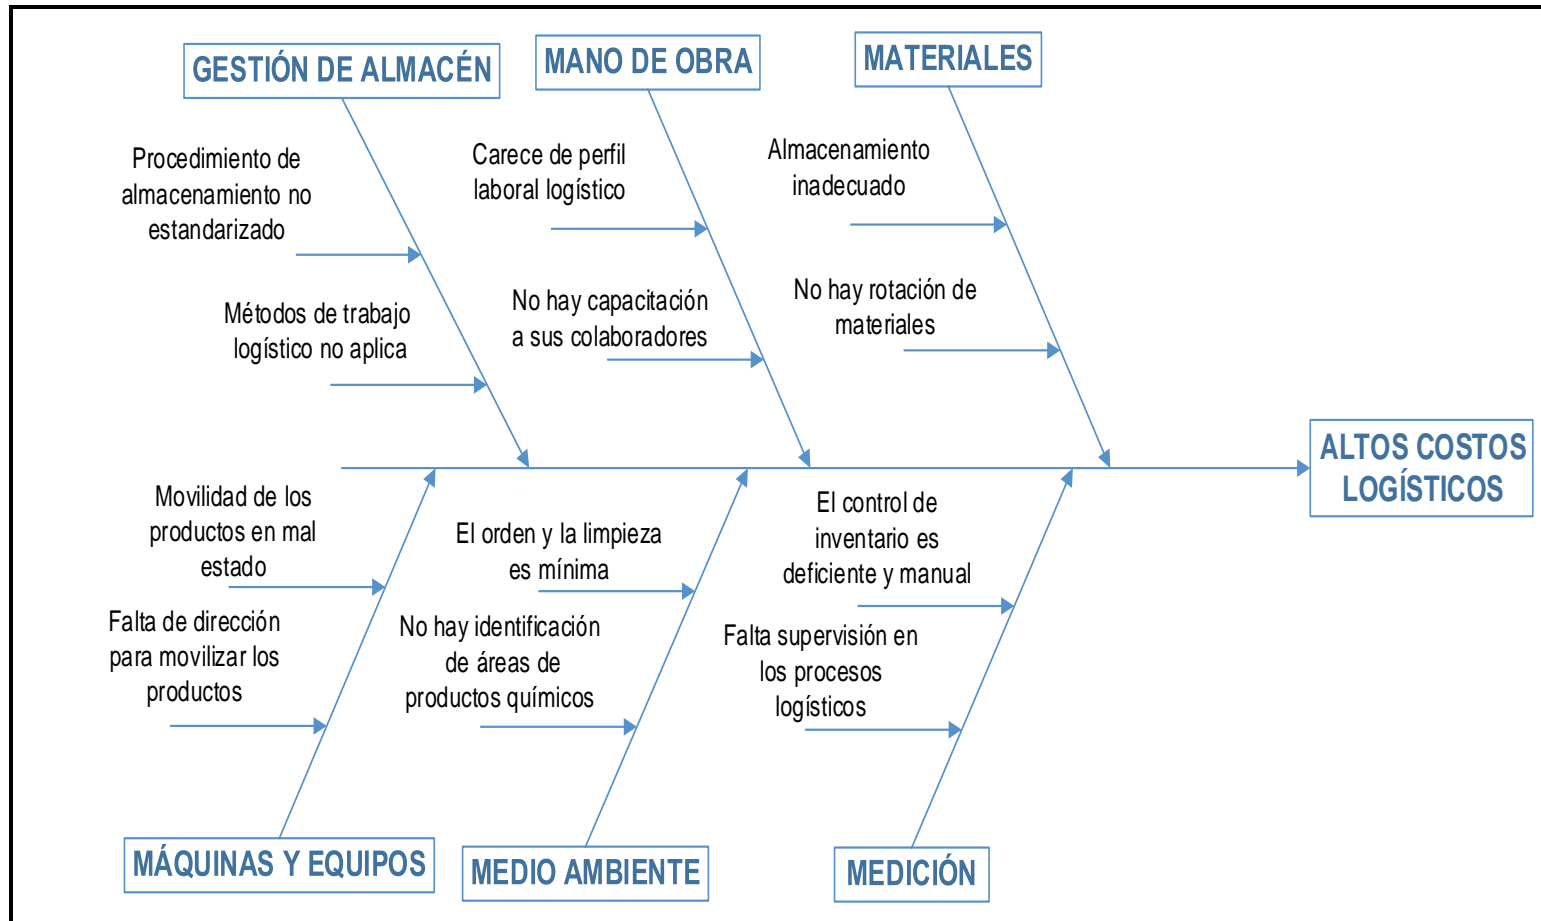 GESTIÓN DE ALMACÉN
MANO DE OBRA
MATERIALES
Procedimiento de
almacenamiento no
estandarizado
Carece de perfil
laboral logístico
Almacenamiento
inadecuado
Métodos de trabajo
logístico no aplica
No hay capacitación
a sus colaboradores
No hay rotación de
materiales
ALTOS COSTOS
LOGÍSTICOS
Movilidad de los
productos en mal
estado
El orden y la limpieza
es mínima
El control de
inventario es
deficiente y manual
Falta de dirección
para movilizar los
productos
No hay identificación
de áreas de
productos químicos
Falta supervisión en
los procesos
logísticos
MÁQUINAS Y EQUIPOS
MEDIO AMBIENTE
MEDICIÓN